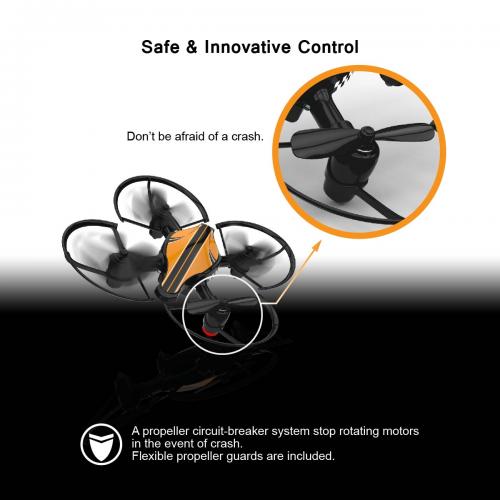 Safe & Innovative Control
Don't be afraid of a crash.
A propeller circuit-breaker system stop rotating motors
in the event of crash.
Flexible propeller guards are included.